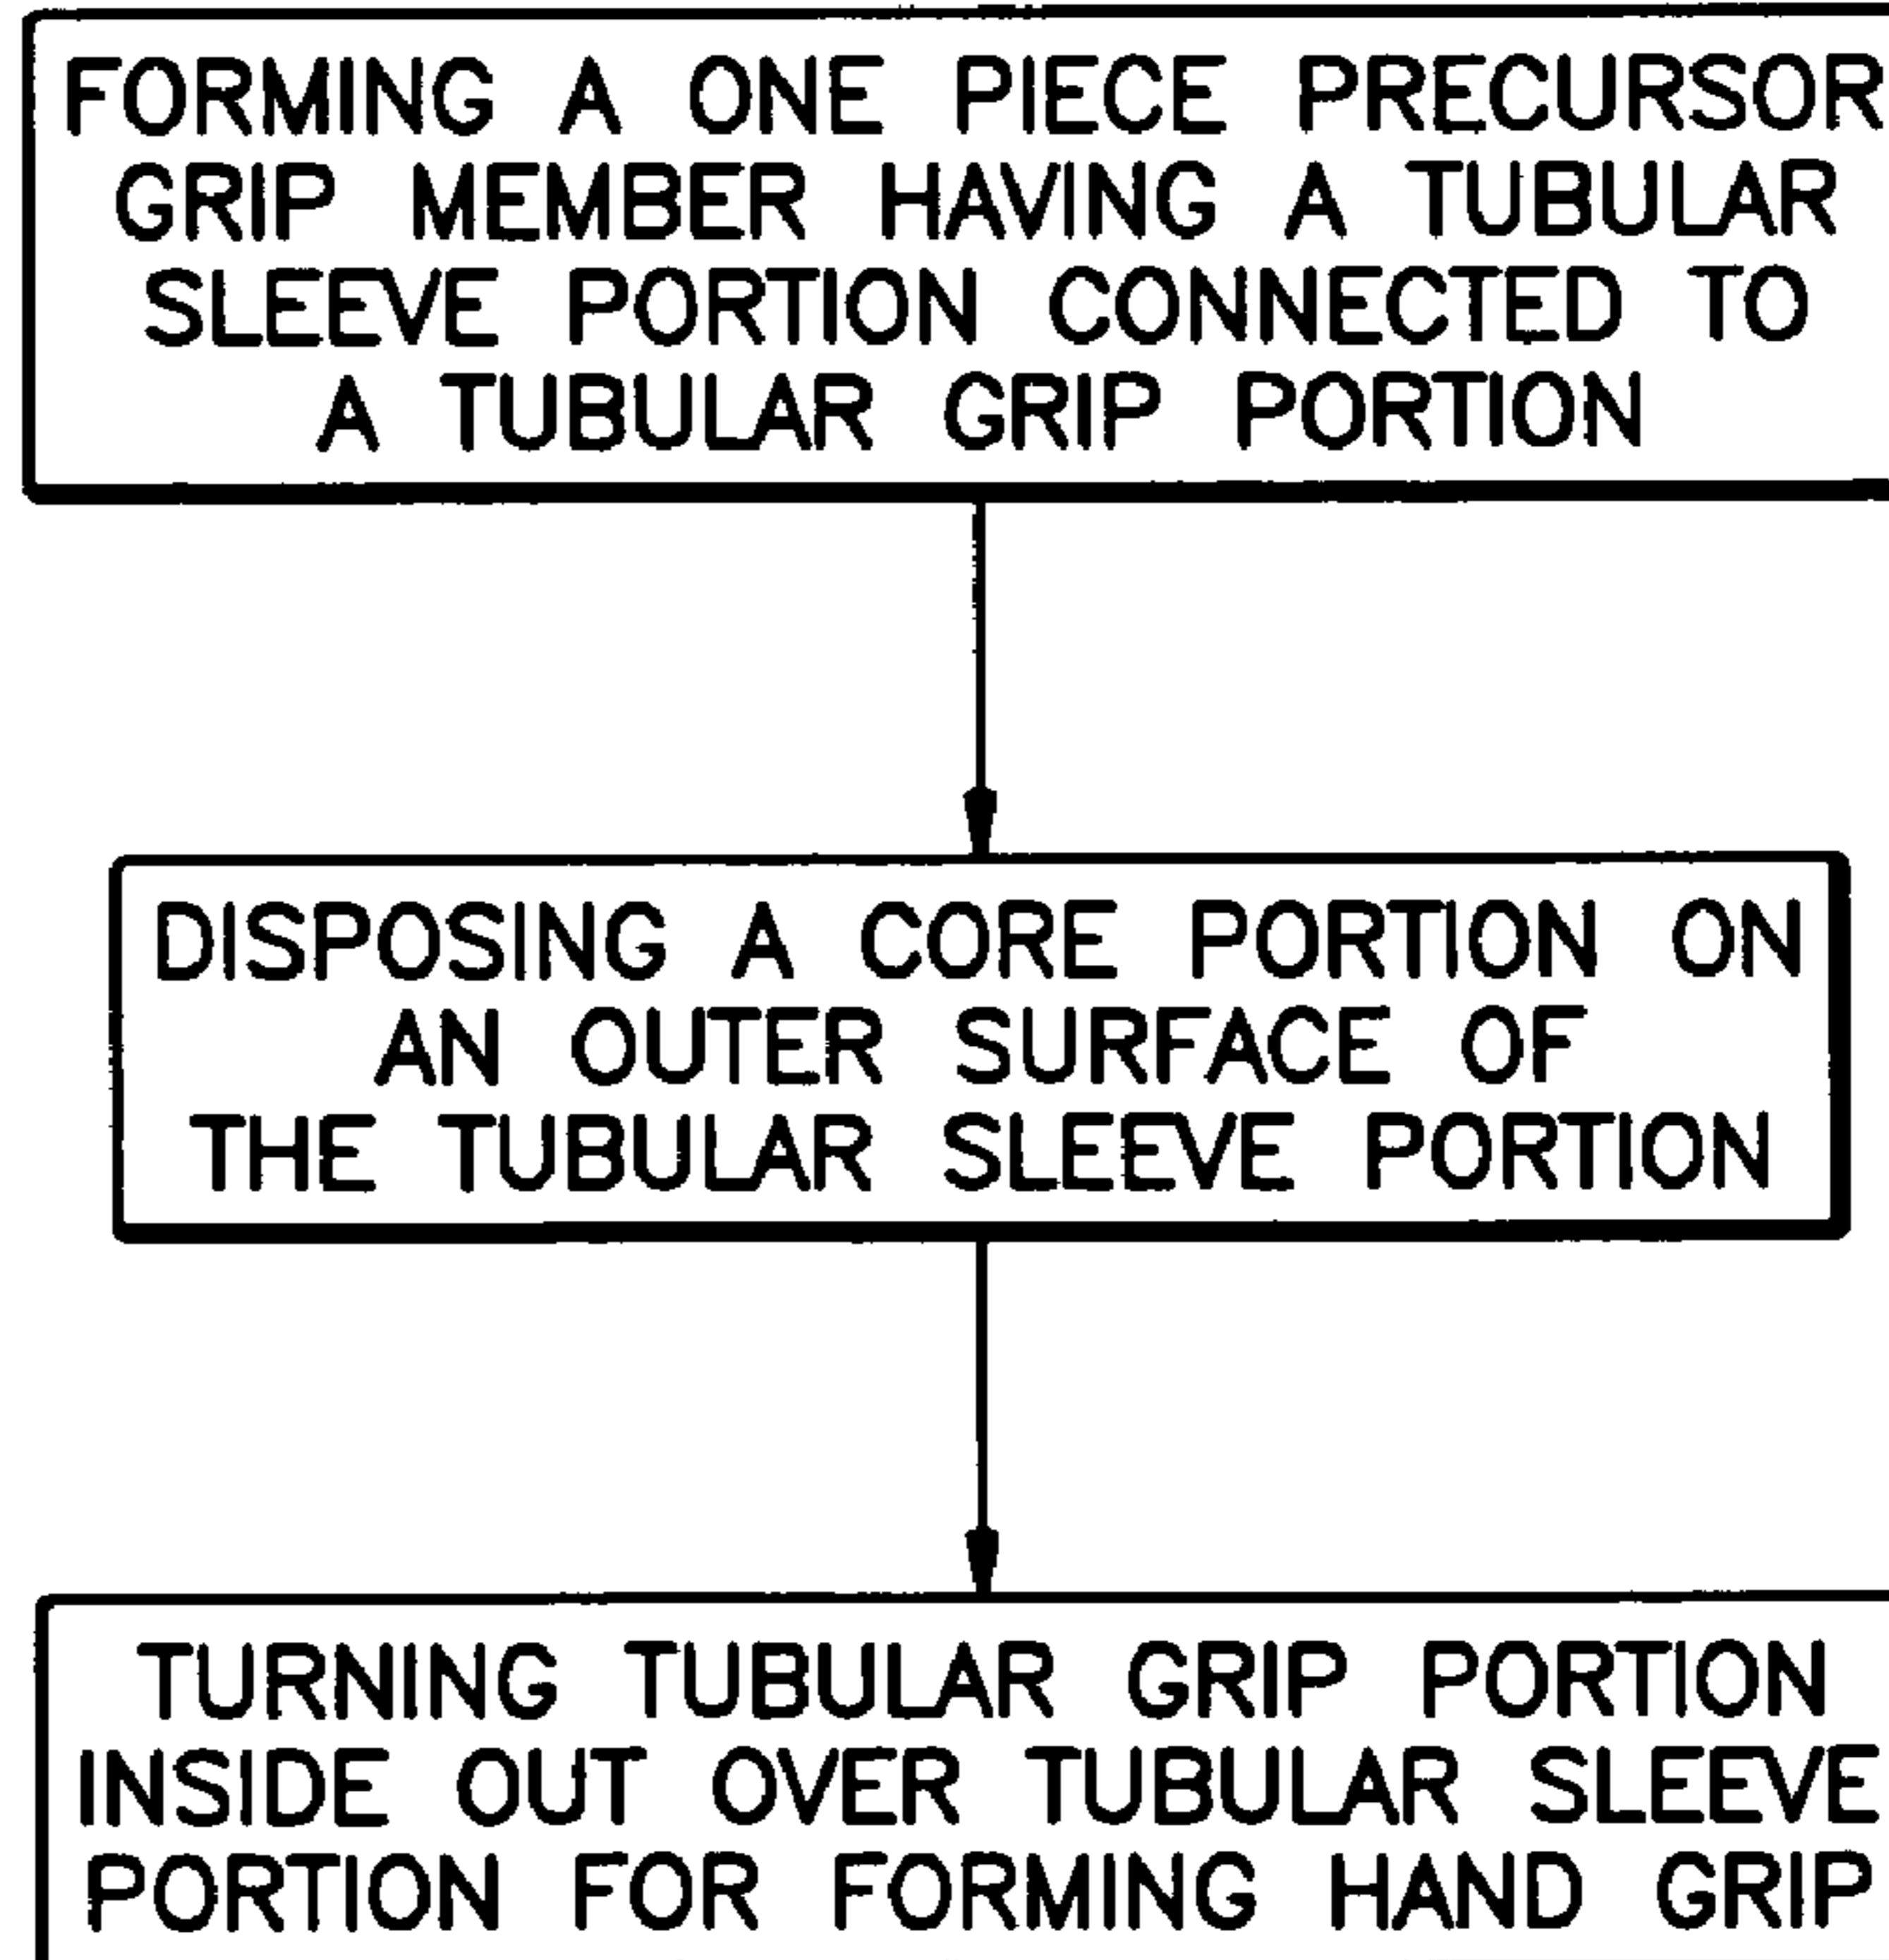 FORMING A ONE PIECE PRECURSOR
GRIP MEMBER HAVING A TUBULAR
SLEEVE PORTION CONNECTED TO
A TUBULAR GRIP PORTION
DISPOSING A CORE PORTION ON
AN OUTER SURFACE OF
THE TUBULAR SLEEVE PORTION
TURNING TUBULAR GRIP PORTION
INSIDE OUT OVER TUBULAR SLEEVE
PORTION FOR FORMING HAND GRIP